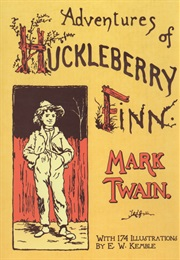 Adventures of
HUCKLEBERRY
FINN.
MARK
TWAIN.
WITH 174 ILLUSTRATIONS
BY E. W. KEMBLE